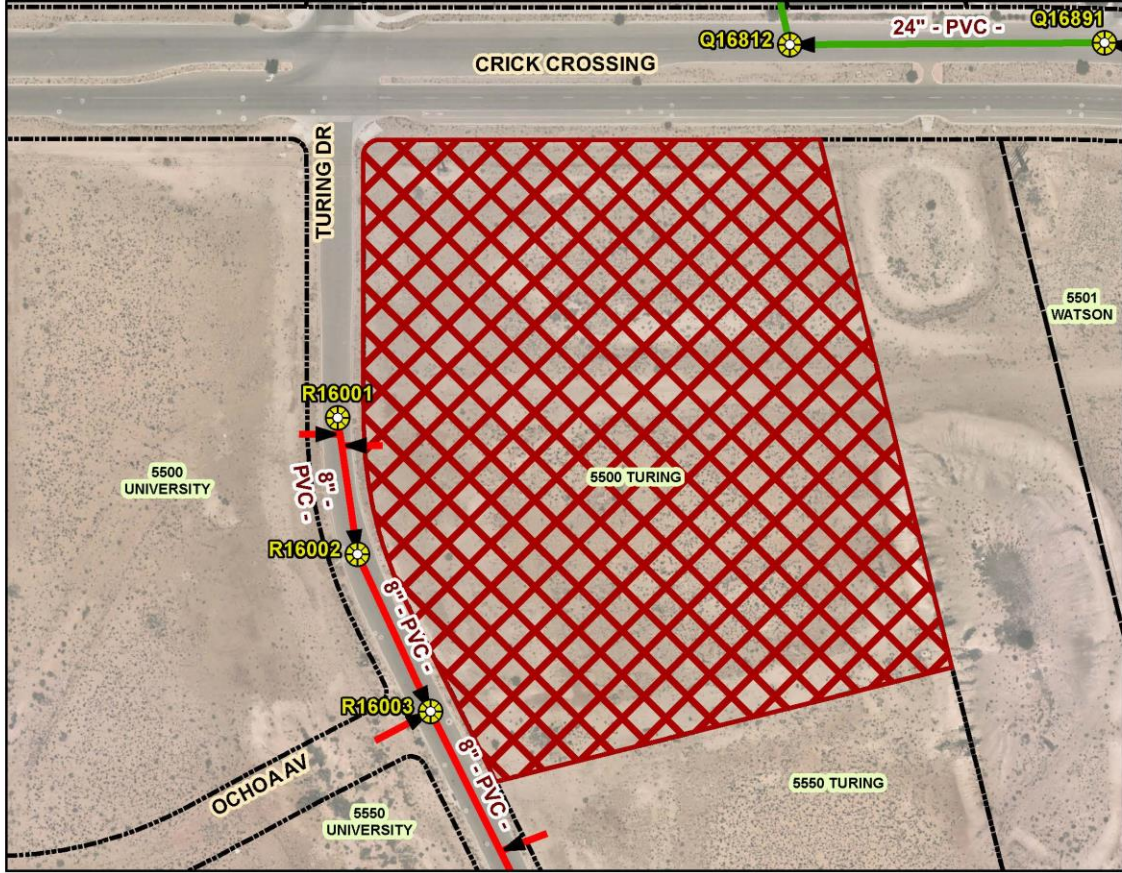 24" - PVC -
Q16891
Q16812
CRICK CROSSING
TURING DR
5501
WATSON
R16001
5500
UNIVERSITY
8" -
PVC -
5500 TURING
R16002
8" - PVC -
R16003
8" - PVC -
OCHOA AV
5550 TURING
5550
UNIVERSITY